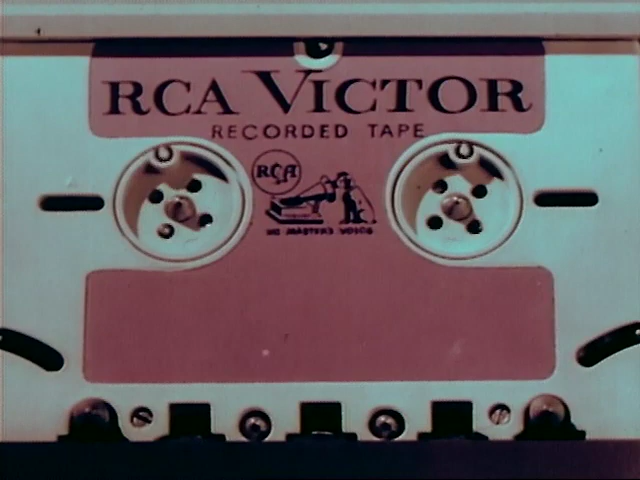 RCA VICTOR
RECORDED TAPE
RCA
HIS MASTER'S VOICE